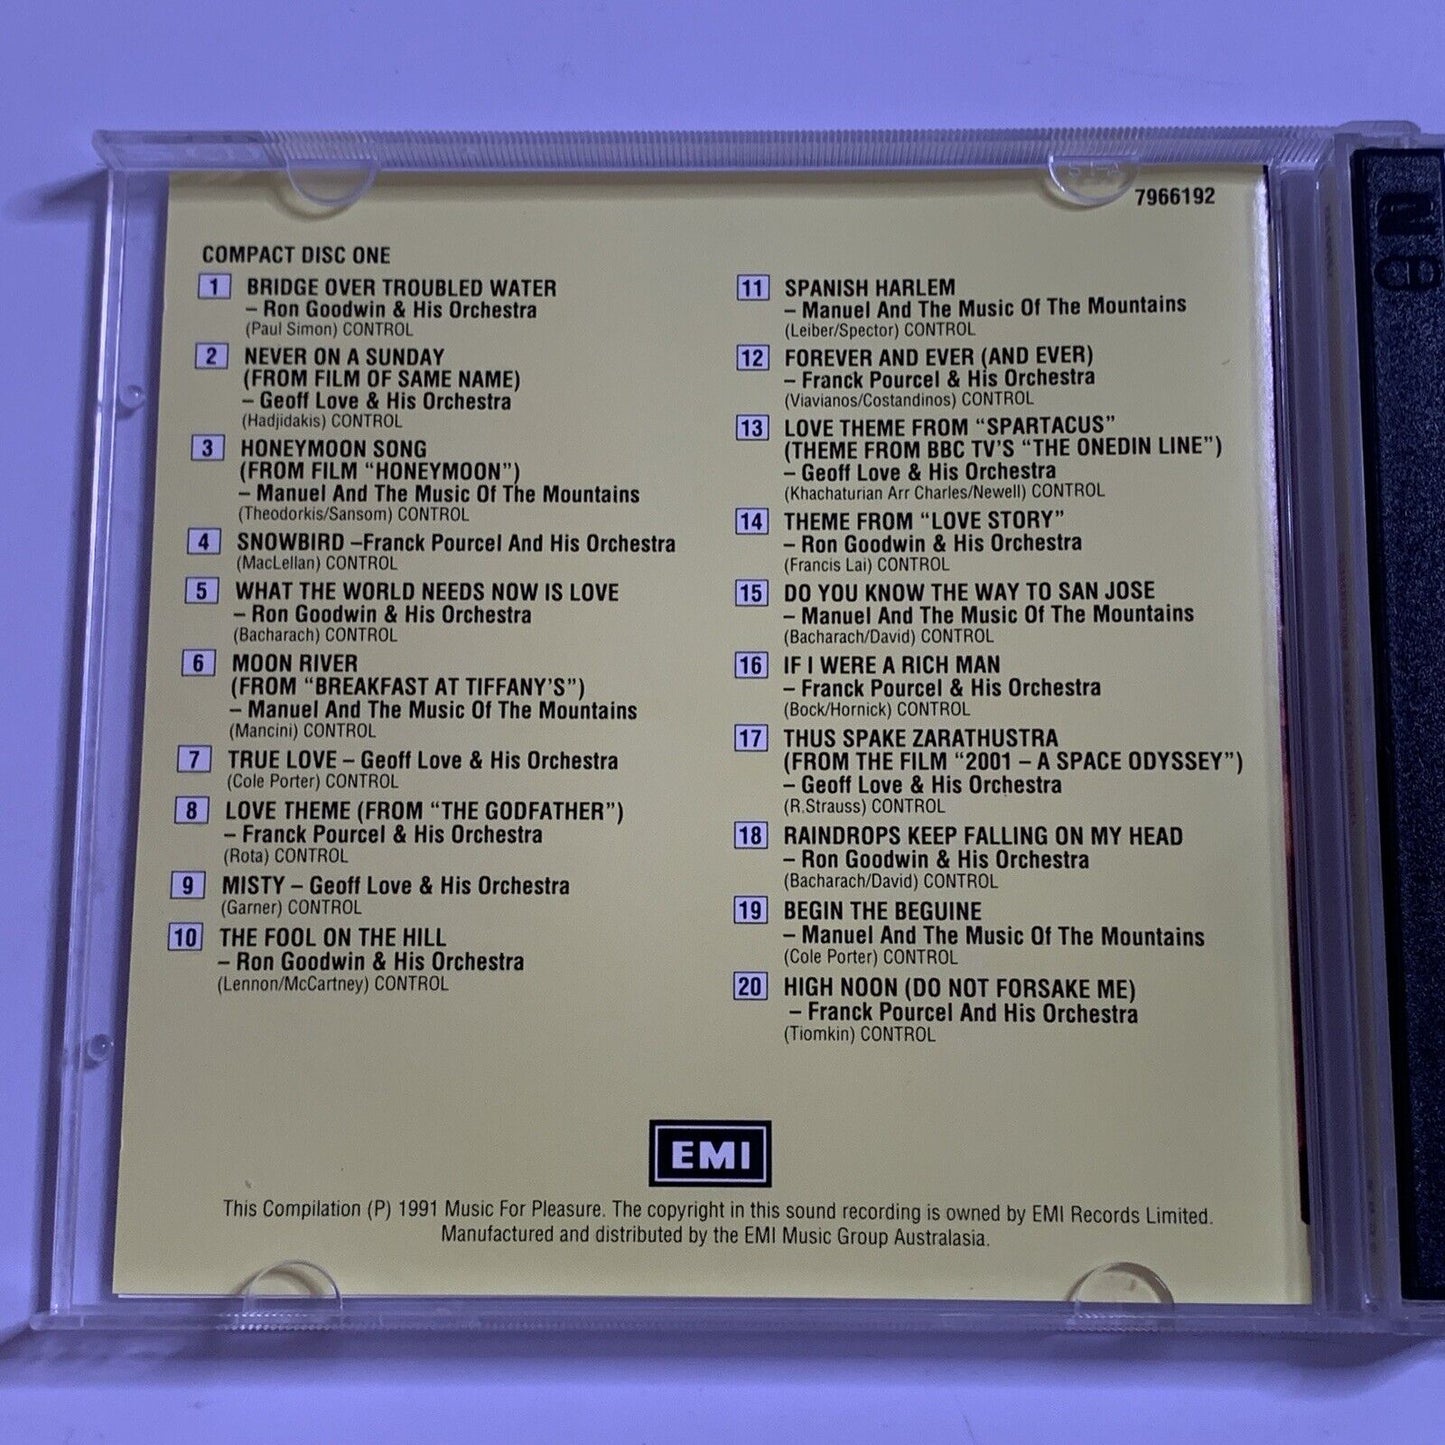 7966192
COMPACT DISC ONE
1 BRIDGE OVER TROUBLED WATER
– Ron Goodwin & His Orchestra
(Paul Simon) CONTROL
2 NEVER ON A SUNDAY
(FROM FILM OF SAME NAME)
– Geoff Love & His Orchestra
(Hadjidakis) CONTROL
3 HONEYMOON SONG
(FROM FILM “HONEYMOON”)
– Manuel And The Music Of The Mountains
(Theodorkis/Sansom) CONTROL
4 SNOWBIRD –Franck Pourcel And His Orchestra
(MacLellan) CONTROL
5 WHAT THE WORLD NEEDS NOW IS LOVE
– Ron Goodwin & His Orchestra
(Bacharach) CONTROL
6 MOON RIVER
(FROM “BREAKFAST AT TIFFANY’S”)
– Manuel And The Music Of The Mountains
(Mancini) CONTROL
7 TRUE LOVE – Geoff Love & His Orchestra
(Cole Porter) CONTROL
8 LOVE THEME (FROM “THE GODFATHER”)
– Franck Pourcel & His Orchestra
(Rota) CONTROL
9 MISTY – Geoff Love & His Orchestra
(Garner) CONTROL
10 THE FOOL ON THE HILL
– Ron Goodwin & His Orchestra
(Lennon/McCartney) CONTROL
11 SPANISH HARLEM
– Manuel And The Music Of The Mountains
(Leiber/Spector) CONTROL
12 FOREVER AND EVER (AND EVER)
– Franck Pourcel & His Orchestra
(Viavianos/Costandinos) CONTROL
13 LOVE THEME FROM “SPARTACUS”
(THEME FROM BBC TV’S “THE ONEDIN LINE”)
– Geoff Love & His Orchestra
(Khachaturian Arr Charles/Newell) CONTROL
14 THEME FROM “LOVE STORY”
– Ron Goodwin & His Orchestra
(Francis Lai) CONTROL
15 DO YOU KNOW THE WAY TO SAN JOSE
– Manuel And The Music Of The Mountains
(Bacharach/David) CONTROL
16 IF I WERE A RICH MAN
– Franck Pourcel & His Orchestra
(Bock/Hornick) CONTROL
17 THUS SPAKE ZARATHUSTRA
(FROM THE FILM “2001 – A SPACE ODYSSEY”)
– Geoff Love & His Orchestra
(R.Strauss) CONTROL
18 RAINDROPS KEEP FALLING ON MY HEAD
– Ron Goodwin & His Orchestra
(Bacharach/David) CONTROL
19 BEGIN THE BEGUINE
– Manuel And The Music Of The Mountains
(Cole Porter) CONTROL
20 HIGH NOON (DO NOT FORSAKE ME)
– Franck Pourcel And His Orchestra
(Tiomkin) CONTROL
EMI
This Compilation (P) 1991 Music For Pleasure. The copyright in this sound recording is owned by EMI Records Limited.
Manufactured and distributed by the EMI Music Group Australasia.